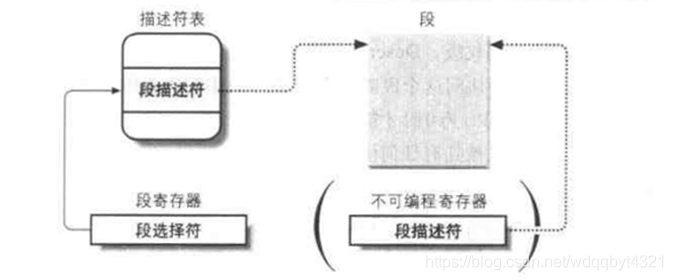 描述符表
段
段描述符
段寄存器
段选择符
不可编程寄存器
段描述符
https://blog.csdn.net/wdqqbyt4321